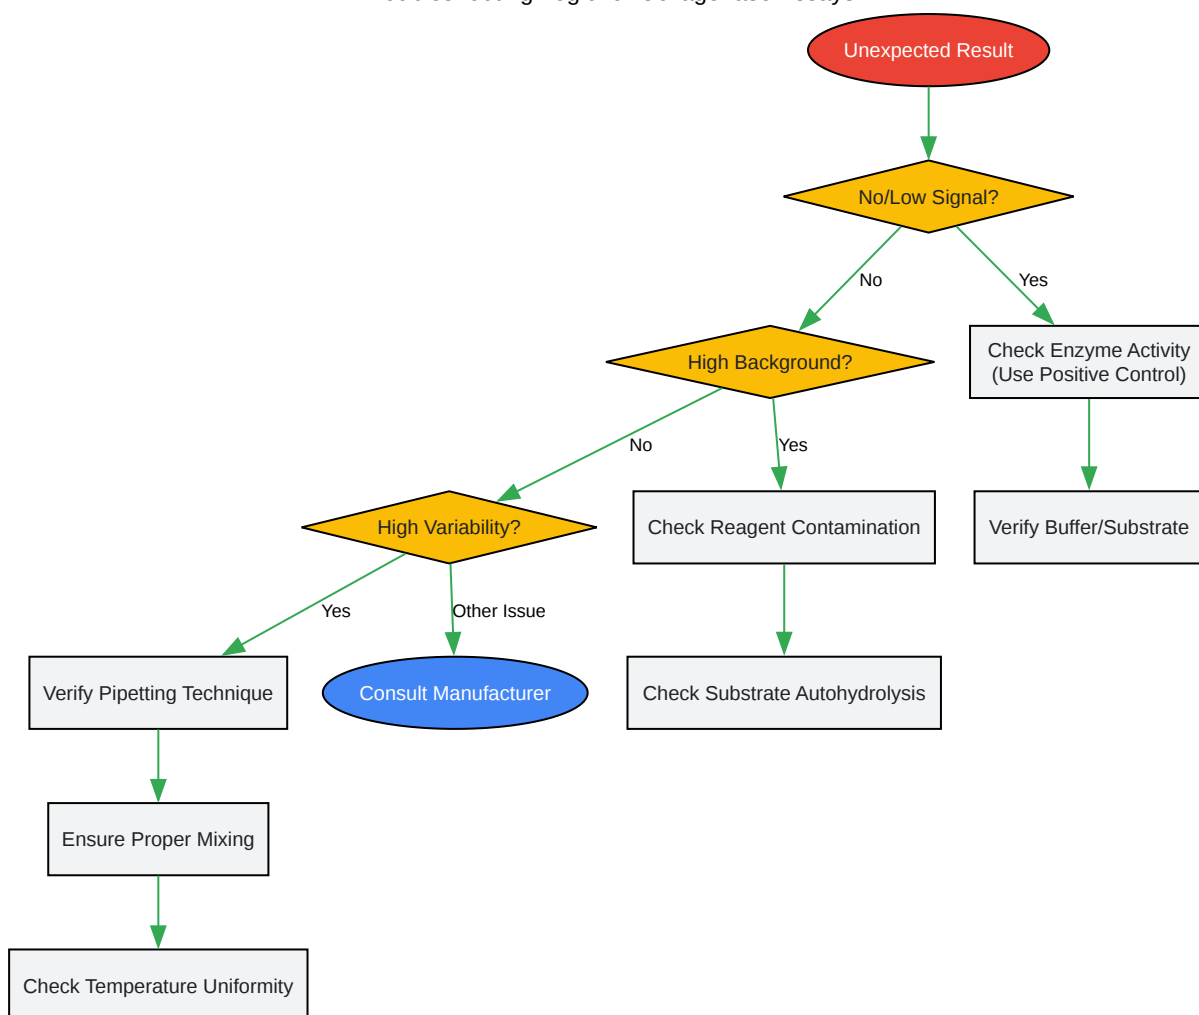 Unexpected Result
No/Low Signal?
No
Yes
High Background?
Check Enzyme Activity
(Use Positive Control)
No
Yes
High Variability?
Check Reagent Contamination
Verify Buffer/Substrate
Yes
Other Issue
Verify Pipetting Technique
Consult Manufacturer
Check Substrate Autohydrolysis
Ensure Proper Mixing
Check Temperature Uniformity